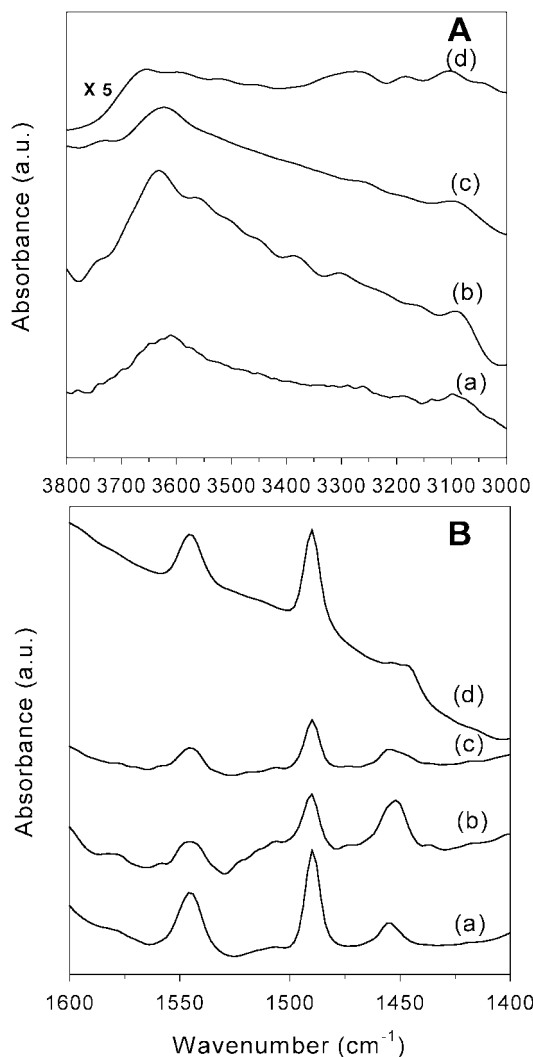 A
(d)
X 5
(c)
(b)
(a)
Absorbance (a.u.)
3800 3700 3600 3500 3400 3300 3200 3100 3000
B
(d)
(c)
(b)
(a)
Absorbance (a.u.)
1600 1550 1500 1450 1400
Wavenumber (cm⁻¹)